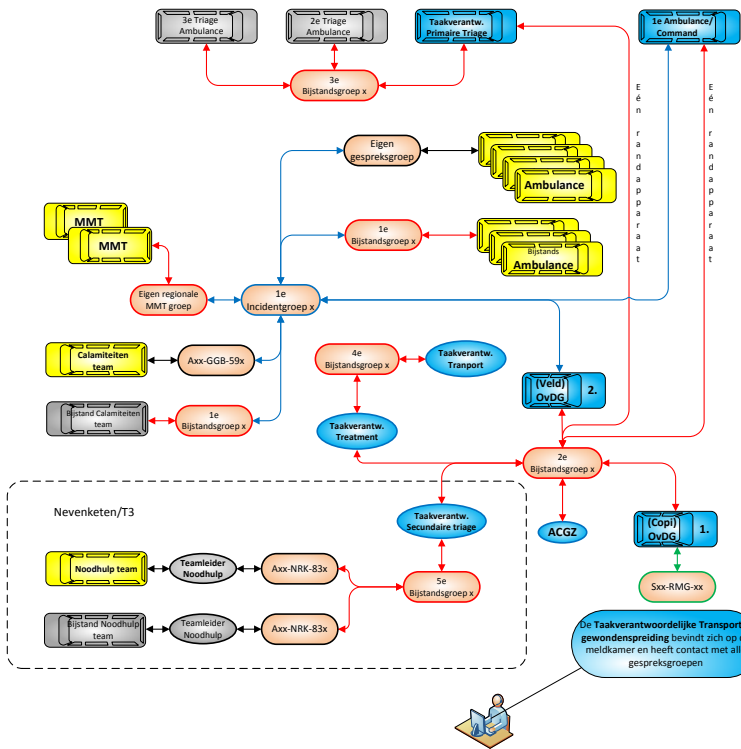 3e Triage
Ambulance
2e Triage
Ambulance
Taakverantw.
Primaire Triage
1e Ambulance/
Command
3e
Bijstandsgroep x
Eén randapparaat
Eén randapparaat
Eigen
gespreksgroep
Ambulance
MMT
MMT
1e
Bijstandsgroep x
Bijstands
Ambulance
Eigen regionale
MMT groep
1e
Incidentgroep x
Calamiteiten
team
Axx-GGB-59x
4e
Bijstandsgroep x
Taakverantw.
Tranport
(Veld)
OvDG
2.
Bijstand Calamiteiten
team
1e
Bijstandsgroep x
Taakverantw.
Treatment
2e
Bijstandsgroep x
Nevenketen/T3
Taakverantw.
Secundaire triage
ACGZ
(Copi)
OvDG
1.
Noodhulp team
Teamleider
Noodhulp
Axx-NRK-83x
5e
Bijstandsgroep x
Sxx-RMG-xx
Bijstand Noodhulp
team
Teamleider
Noodhulp
Axx-NRK-83x
De Taakverantwoordelijke Transport
gewondenspreiding bevindt zich op
meldkamer en heeft contact met
gespreksgroepen